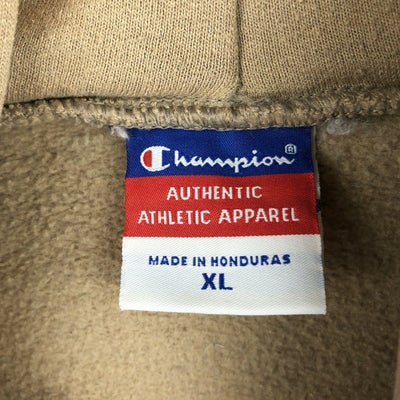 Champion®
AUTHENTIC
ATHLETIC APPAREL
MADE IN HONDURAS
XL